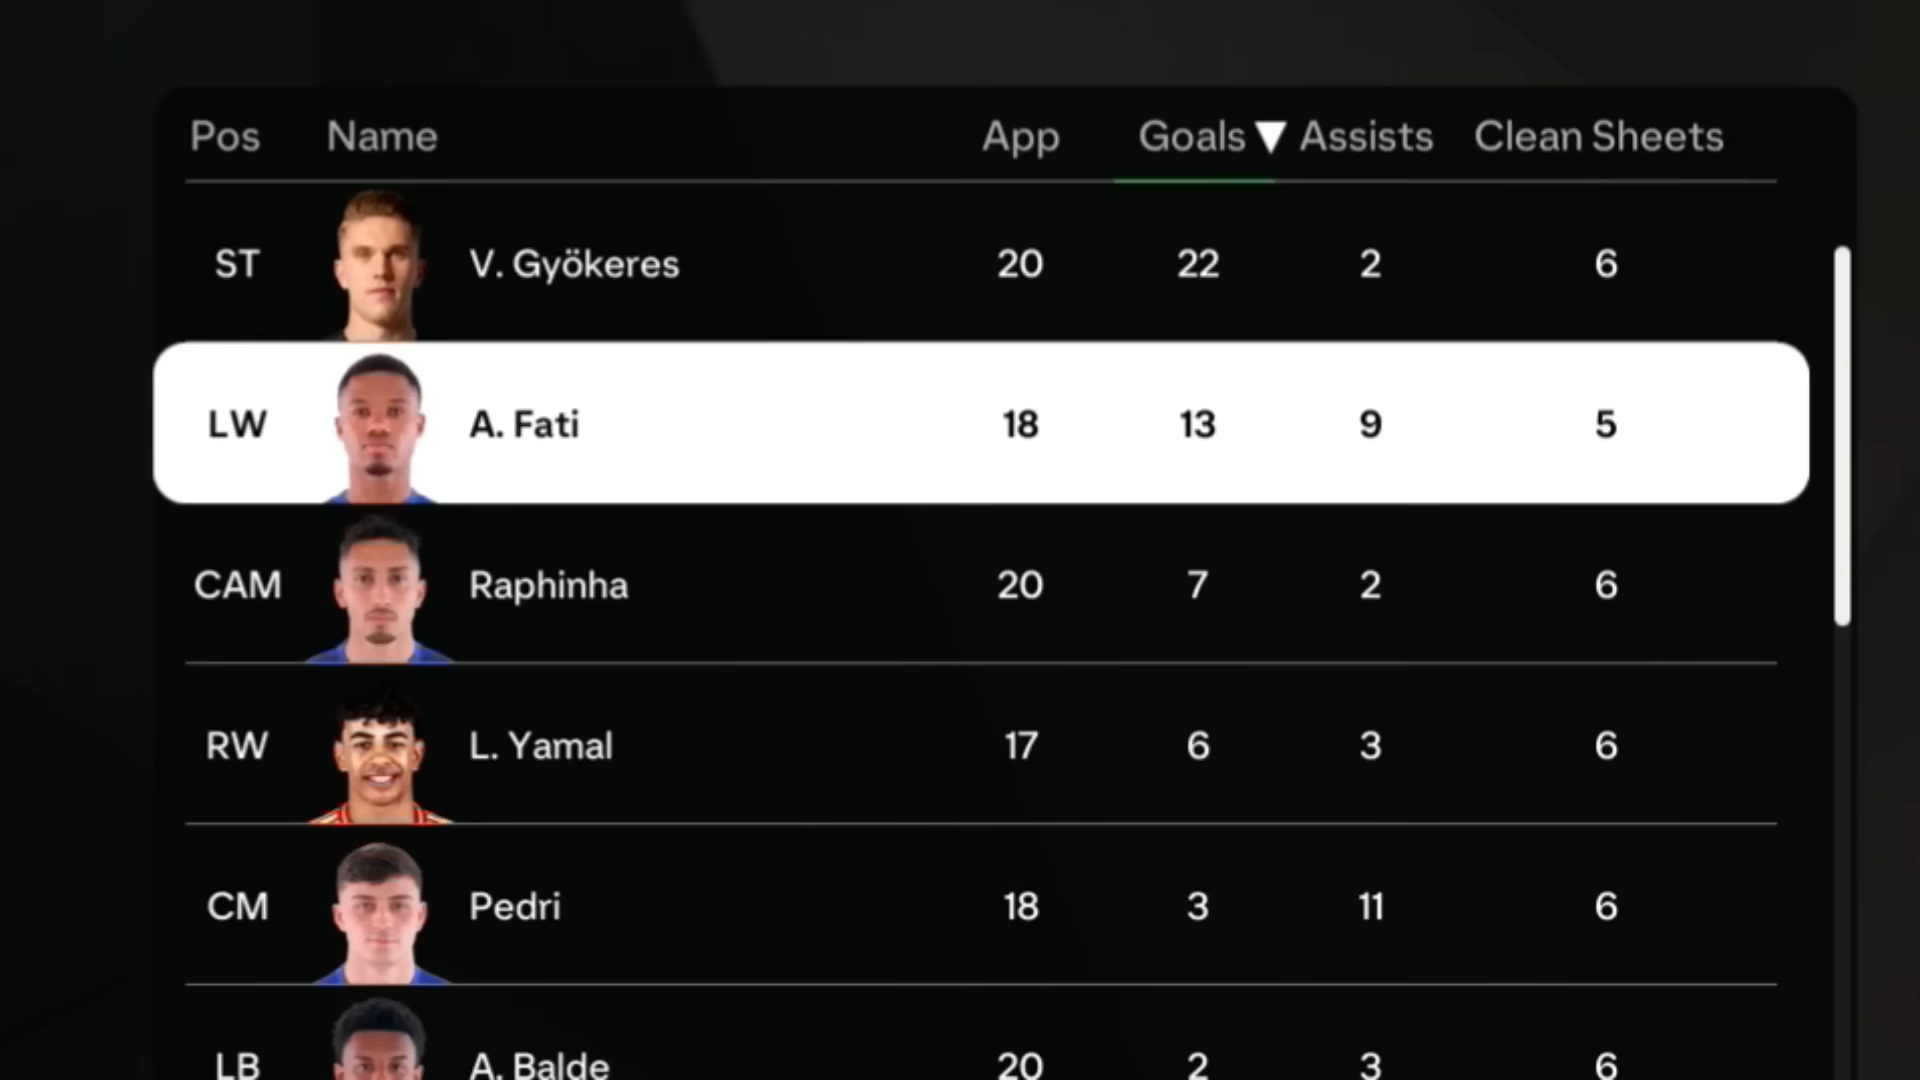 Pos Name App Goals ▼ Assists Clean Sheets
ST V. Gyökeres 20 22 2 6
LW A. Fati 18 13 9 5
CAM Raphinha 20 7 2 6
RW L. Yamal 17 6 3 6
CM Pedri 18 3 11 6
LB A. Balde 20 2 3 6